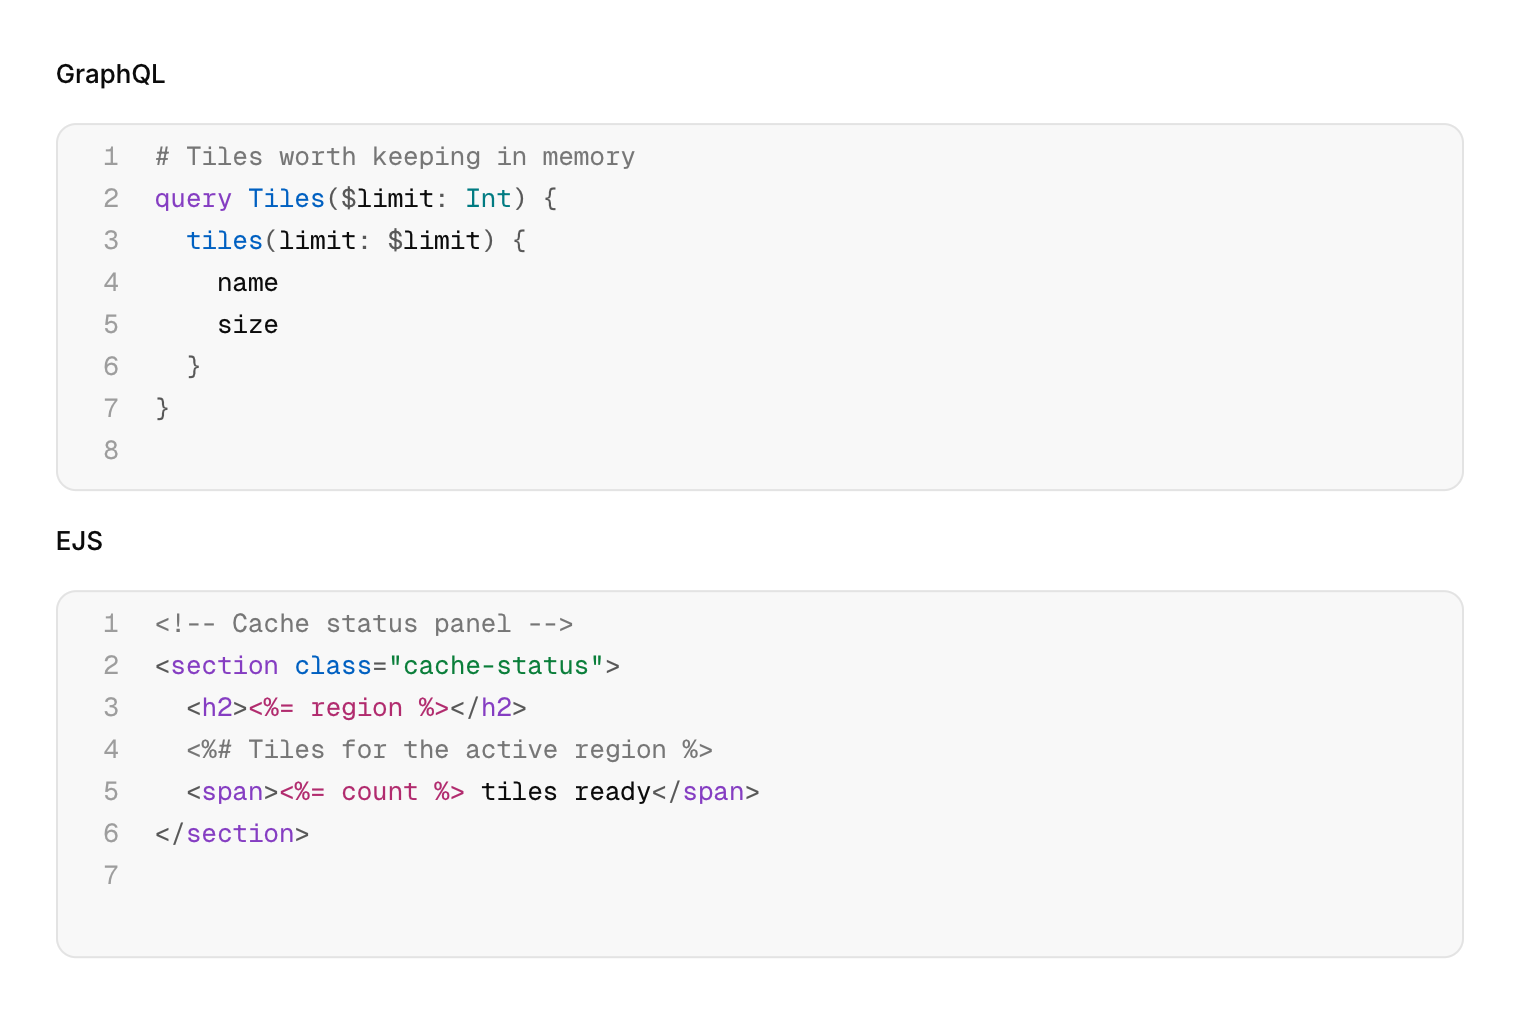 GraphQL
1 # Tiles worth keeping in memory
2 query Tiles($limit: Int) {
3   tiles(limit: $limit) {
4     name
5     size
6   }
7 }
8
EJS
1 <!-- Cache status panel -->
2 <section class="cache-status">
3   <h2><%= region %></h2>
4   <%# Tiles for the active region %>
5   <span><%= count %> tiles ready</span>
6 </section>
7